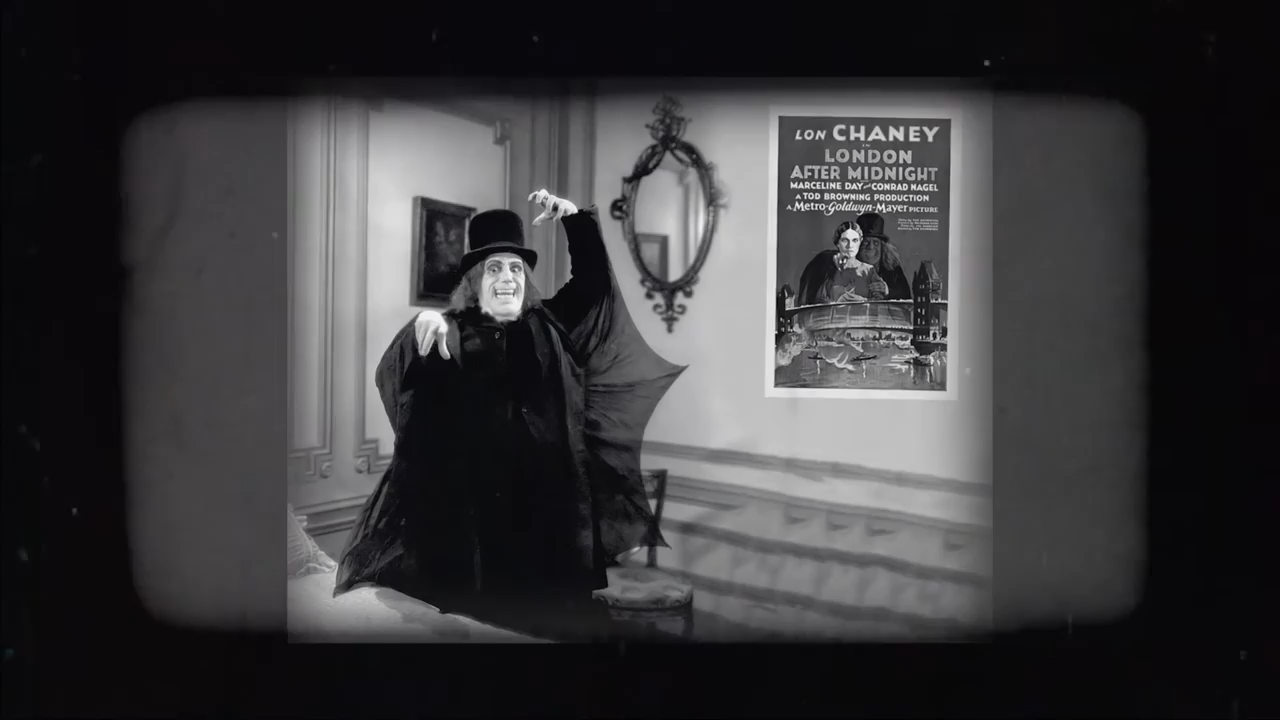 LON CHANEY
IN
LONDON
AFTER MIDNIGHT
MARCELINE DAY AND CONRAD NAGEL
A TOD BROWNING PRODUCTION
A Metro-Goldwyn-Mayer PICTURE